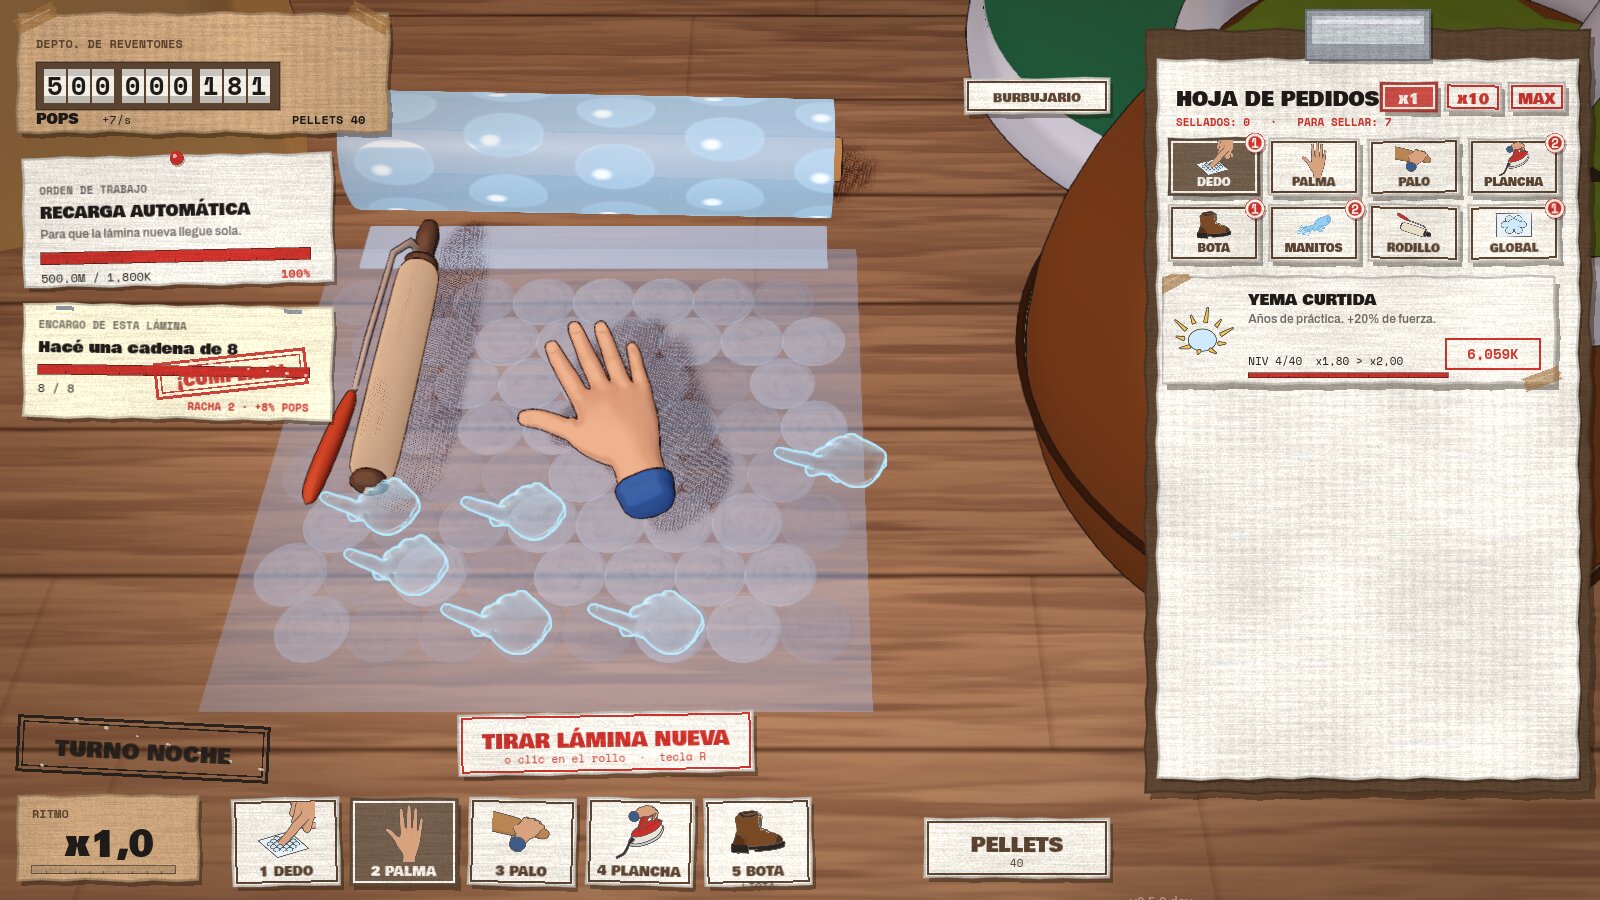 DEPTO. DE REVENTONES
500 000 181
POPS +7/s PELLETS 40
ORDEN DE TRABAJO
RECARGA AUTOMÁTICA
Para que la lámina nueva llegue sola.
500.0M / 1.800K 100%
ENCARGO DE ESTA LÁMINA
Hacé una cadena de 8
8 / 8
RACHA 2 · +8% POPS
BURBUJARIO
HOJA DE PEDIDOS x1 x10 MAX
SELLADOS: 0 · PARA SELLAR: 7
1 2
DEDO PALMA PALO PLANCHA
1 2 1
BOTA MANITOS RODILLO GLOBAL
YEMA CURTIDA
Años de práctica. +20% de fuerza.
NIV 4/40 x1,80 > x2,00 6.059K
TURNO NOCHE
TIRAR LÁMINA NUEVA
o clic en el rollo · tecla R
RITMO
x1,0
1 DEDO 2 PALMA 3 PALO 4 PLANCHA 5 BOTA
PELLETS
40